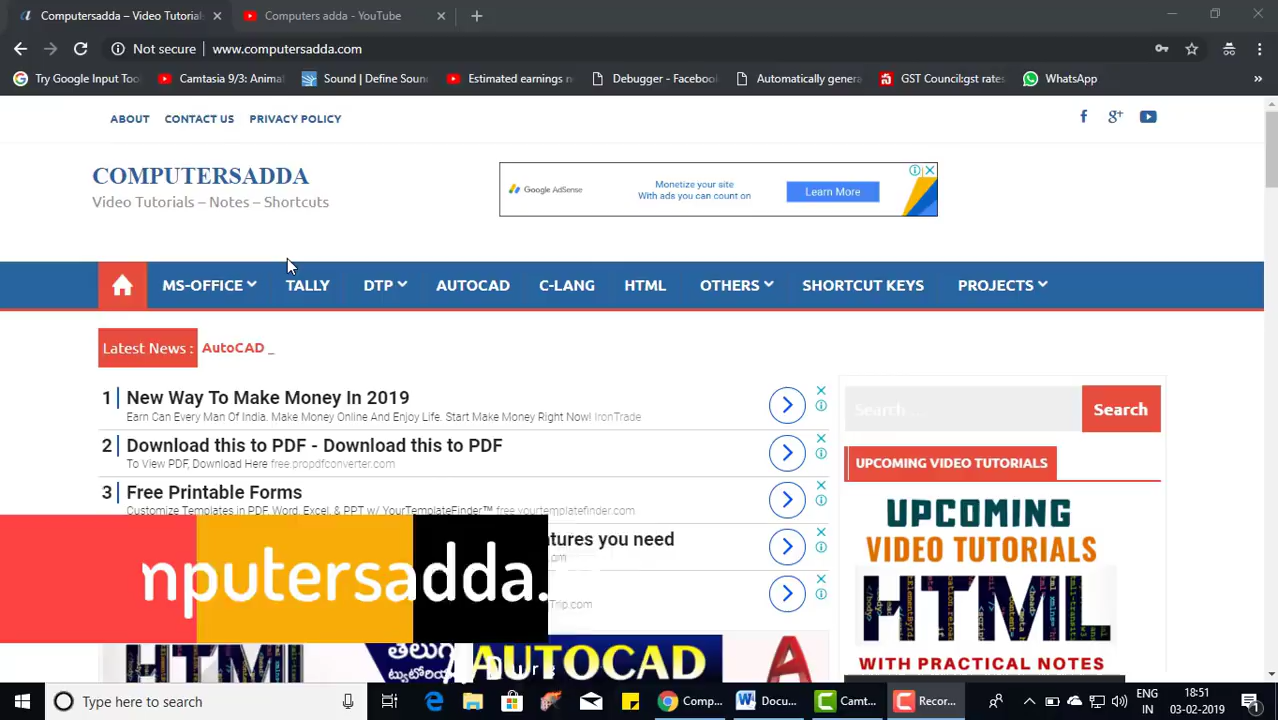 Computersadda – Video Tutorials
Computers adda - YouTube
Not secure
www.computersadda.com
Try Google Input Too
Camtasia 9/3: Animat
Sound | Define Soun
Estimated earnings
Debugger - Facebook
Automatically genera
GST Council:gst rates
WhatsApp
»
ABOUT
CONTACT US
PRIVACY POLICY
COMPUTERSADDA
Video Tutorials – Notes – Shortcuts
Google AdSense
Monetize your site
With ads you can count on
Learn More
MS-OFFICE
TALLY
DTP
AUTOCAD
C-LANG
HTML
OTHERS
SHORTCUT KEYS
PROJECTS
Latest News :
AutoCAD _
1
New Way To Make Money In 2019
Earn Can Every Man Of India. Make Money Online And Enjoy Life. Start Make Money Right Now! IronTrade
2
Download this to PDF - Download this to PDF
To View PDF, Download Here free.propdfconverter.com
3
Free Printable Forms
Customize Templates in PDF, Word, Excel, & PPT w/ YourTemplateFinder™ free.yourtemplatefinder.com
atures you need
Trip.com
nputersadda.
Search …
Search
UPCOMING VIDEO TUTORIALS
UPCOMING
VIDEO TUTORIALS
HTML
WITH PRACTICAL NOTES
HTML
తెలుగు
ట్యుటోరియల్
AUTOCAD
Type here to search
Comp...
Docu...
Camt...
Recor...
ENG
IN
18:51
03-02-2019
1